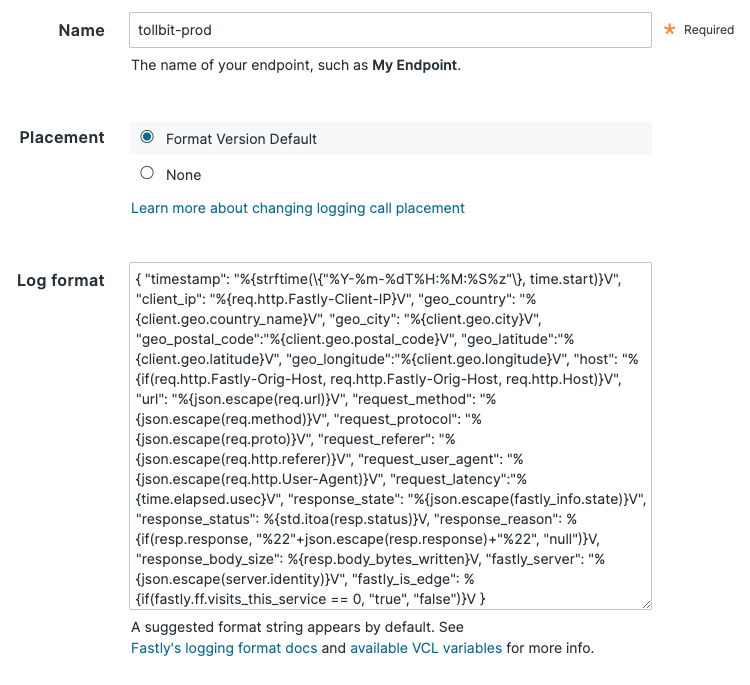 Name
tollbit-prod
* Required
The name of your endpoint, such as My Endpoint.
Placement
Format Version Default
None
Learn more about changing logging call placement
Log format
{ "timestamp": "%{strftime(\{"%Y-%m-%dT%H:%M:%S%z"\}, time.start)}V",
"client_ip": "%{req.http.Fastly-Client-IP}V", "geo_country": "%
{client.geo.country_name}V", "geo_city": "%{client.geo.city}V",
"geo_postal_code":"%{client.geo.postal_code}V", "geo_latitude":"%
{client.geo.latitude}V", "geo_longitude":"%{client.geo.longitude}V", "host": "%
{if(req.http.Fastly-Orig-Host, req.http.Fastly-Orig-Host, req.http.Host)}V",
"url": "%{json.escape(req.url)}V", "request_method": "%
{json.escape(req.method)}V", "request_protocol": "%
{json.escape(req.proto)}V", "request_referer": "%
{json.escape(req.http.referer)}V", "request_user_agent": "%
{json.escape(req.http.User-Agent)}V", "request_latency":"%
{time.elapsed.usec}V", "response_state": "%{json.escape(fastly_info.state)}V",
"response_status": %{std.itoa(resp.status)}V, "response_reason": %
{if(resp.response, "%22"+json.escape(resp.response)+"%22", "null")}V,
"response_body_size": %{resp.body_bytes_written}V, "fastly_server": "%
{json.escape(server.identity)}V", "fastly_is_edge": %
{if(fastly.ff.visits_this_service == 0, "true", "false")}V }
A suggested format string appears by default. See
Fastly's logging format docs and available VCL variables for more info.